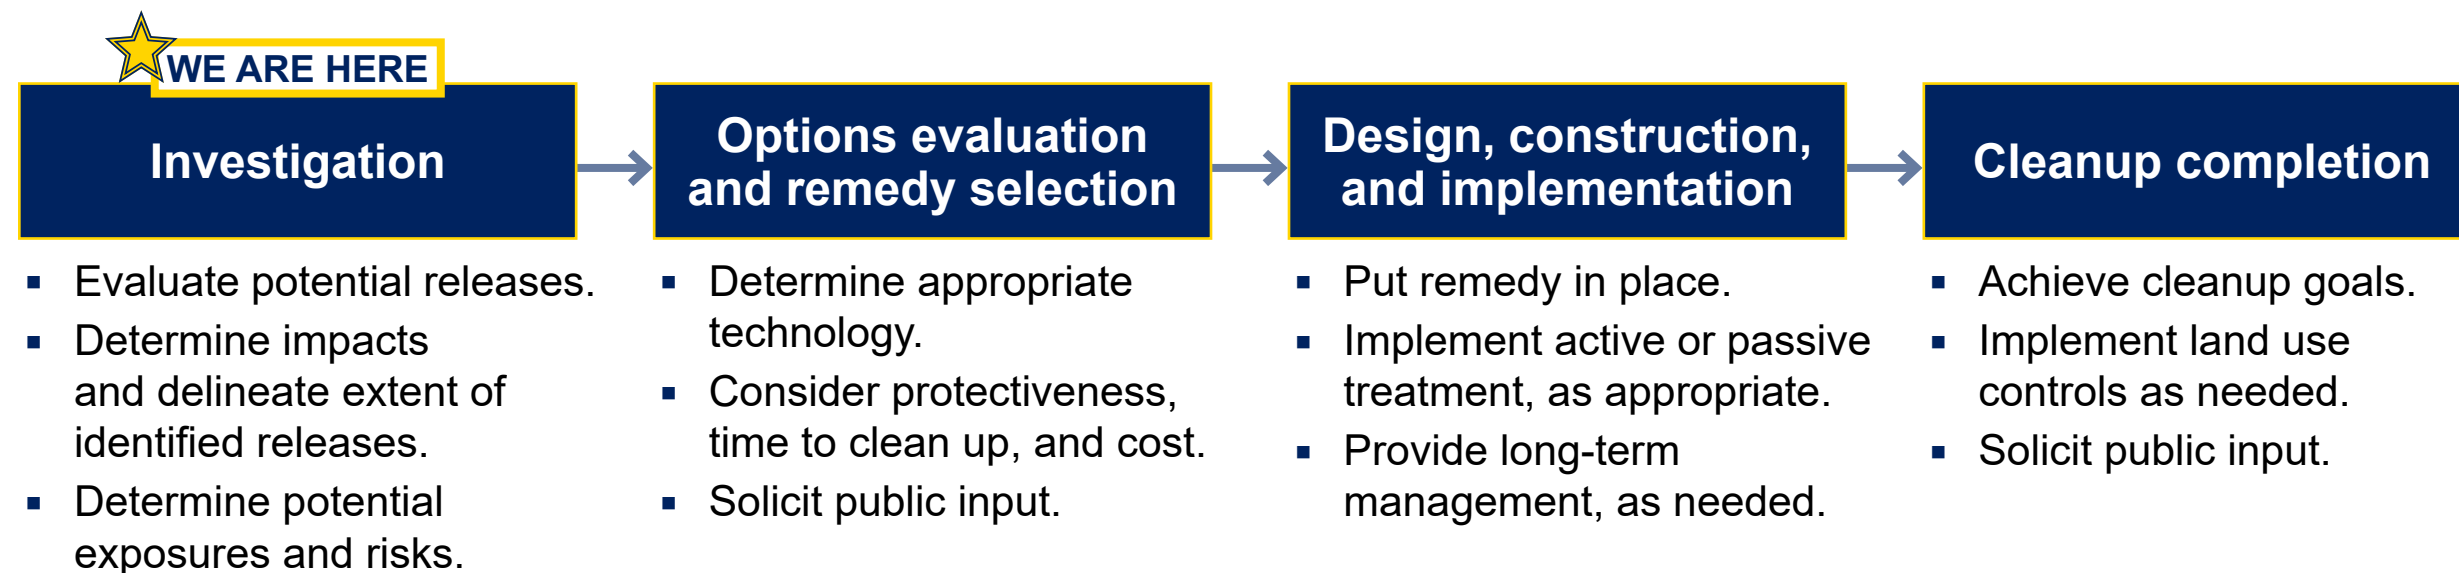 WE ARE HERE
Investigation
▪ Evaluate potential releases.
▪ Determine impacts
and delineate extent of
identified releases.
▪ Determine potential
exposures and risks.
Options evaluation
and remedy selection
▪ Determine appropriate
technology.
▪ Consider protectiveness,
time to clean up, and cost.
▪ Solicit public input.
Design, construction,
and implementation
▪ Put remedy in place.
▪ Implement active or passive
treatment, as appropriate.
▪ Provide long-term
management, as needed.
Cleanup completion
▪ Achieve cleanup goals.
▪ Implement land use
controls as needed.
▪ Solicit public input.